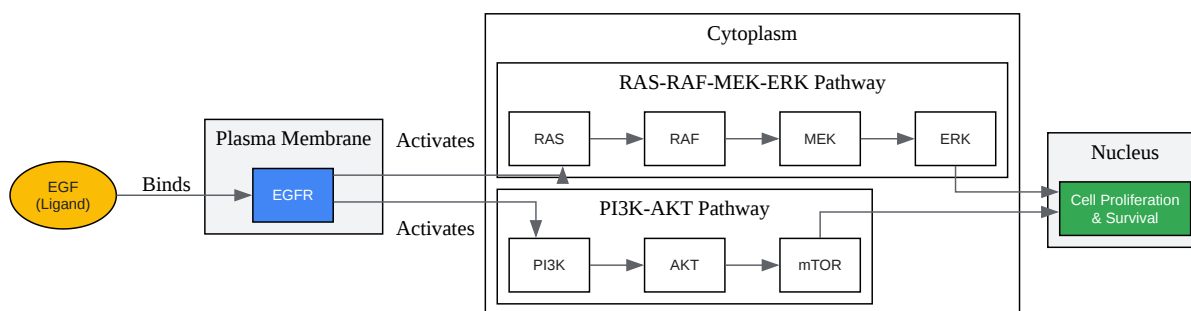 Cytoplasm
RAS-RAF-MEK-ERK Pathway
Plasma Membrane
Activates
RAS
RAF
MEK
ERK
Nucleus
EGF
(Ligand)
Binds
EGFR
Cell Proliferation
& Survival
PI3K-AKT Pathway
Activates
PI3K
AKT
mTOR